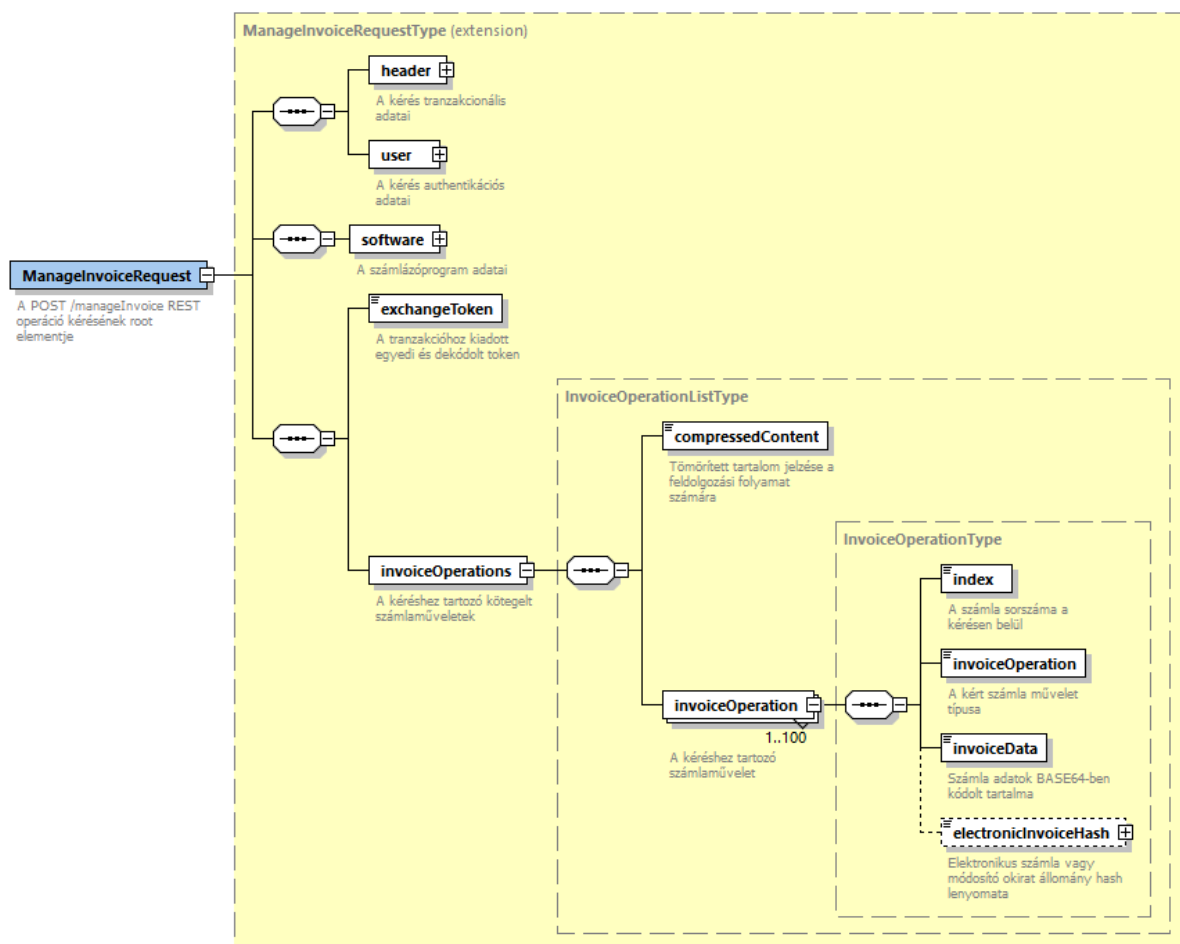 ManageInvoiceRequestType (extension)
header
A kérés tranzakcionális
adatai
user
A kérés authentikációs
adatai
software
A számlázóprogram adatai
ManageInvoiceRequest
A POST /manageInvoice REST
operáció kérésének root
elementje
exchangeToken
A tranzakcióhoz kiadott
egyedi és dekódolt token
InvoiceOperationListType
compressedContent
Tömörített tartalom jelzése a
feldolgozási folyamat
számára
invoiceOperations
A kéréshez tartozó kötegelt
számlaműveletek
InvoiceOperationType
index
A számla sorszáma a
kérésen belül
invoiceOperation
A kért számla művelet
típusa
invoiceOperation
1..100
A kéréshez tartozó
számlaművelet
invoiceData
Számla adatok BASE64-ben
kódolt tartalma
electronicInvoiceHash
Elektronikus számla vagy
módosító okirat állomány hash
lenyomata